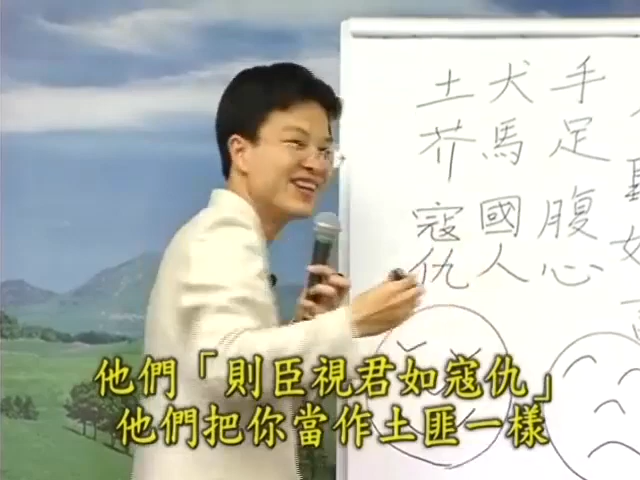 手足腹心
犬馬國人
土芥寇仇
他們「則臣視君如寇仇」
他們把你當作土匪一樣